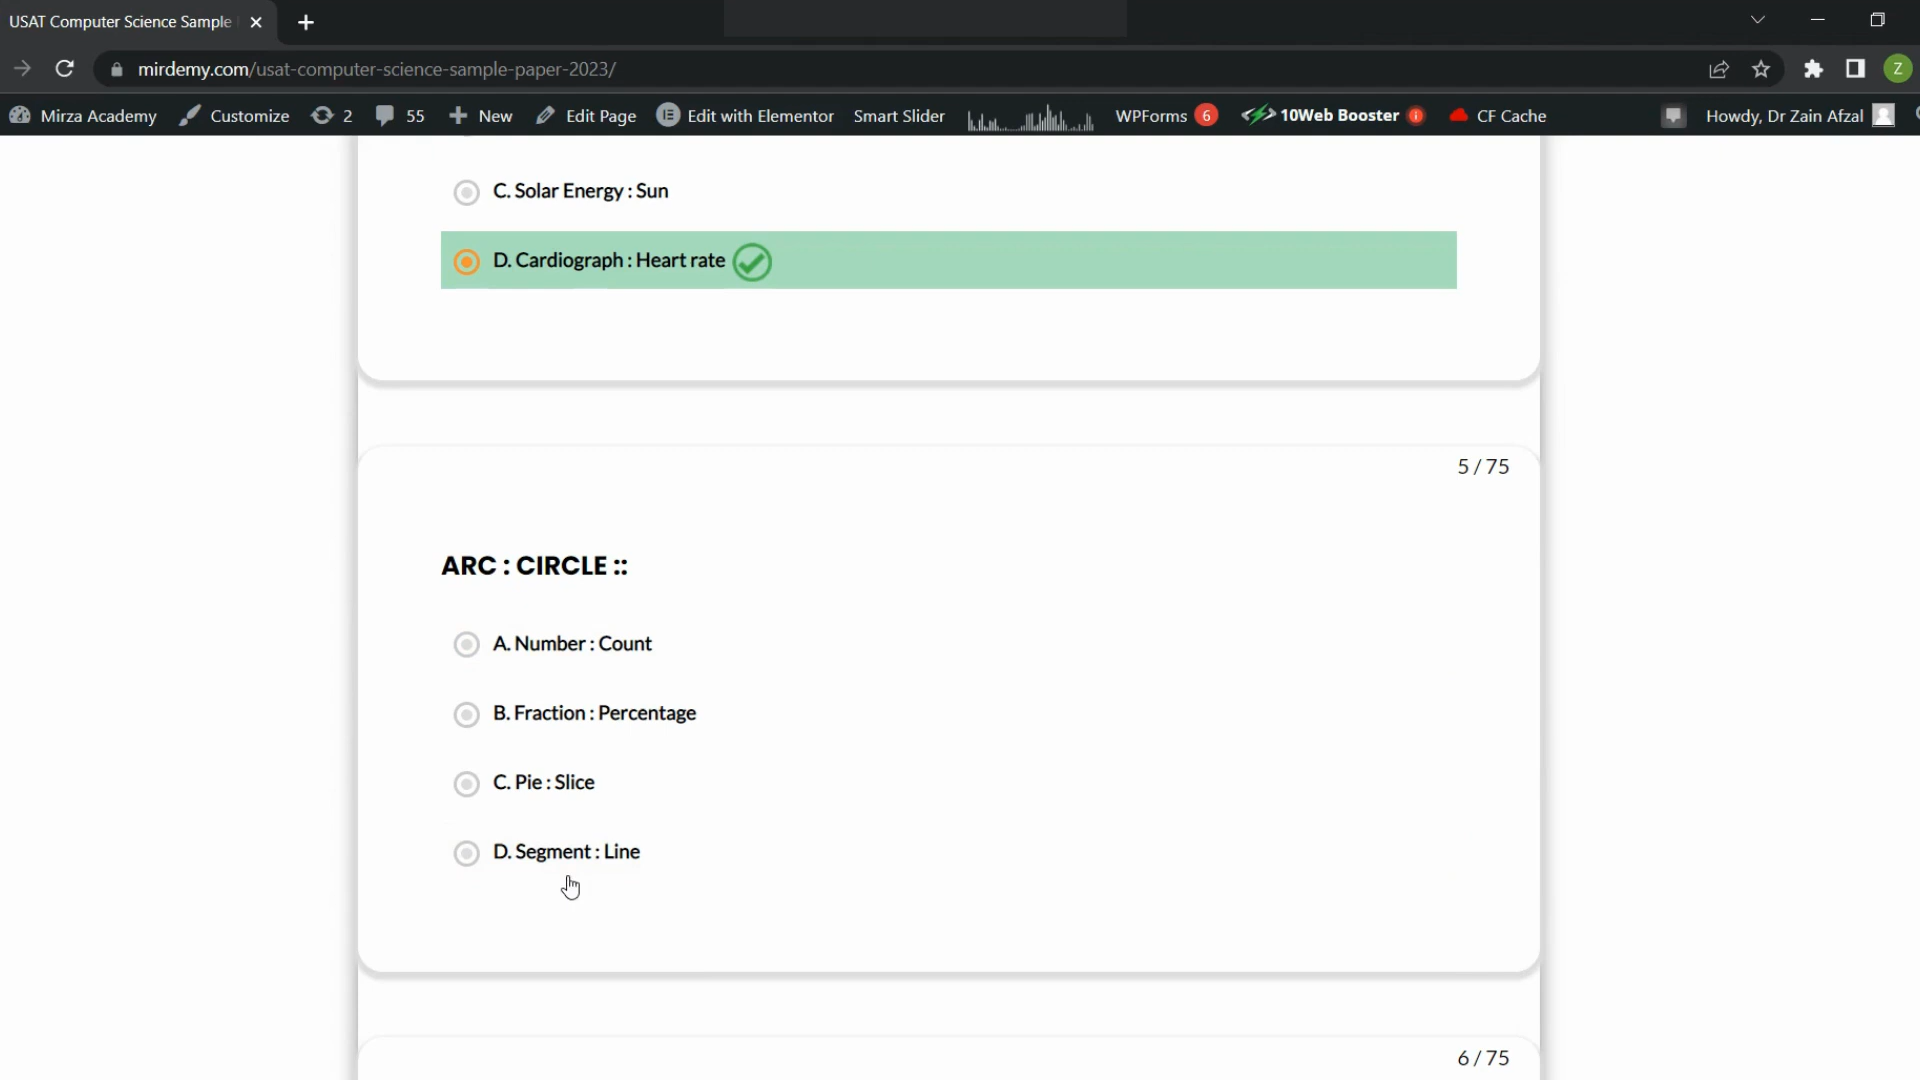 USAT Computer Science Sample
mirdemy.com/usat-computer-science-sample-paper-2023/
Z
Mirza Academy Customize 2 55 New Edit Page Edit with Elementor Smart Slider WPForms 6 10Web Booster CF Cache Howdy, Dr Zain Afzal
C. Solar Energy : Sun
D. Cardiograph : Heart rate
5 / 75
ARC : CIRCLE ::
A. Number : Count
B. Fraction : Percentage
C. Pie : Slice
D. Segment : Line
6 / 75